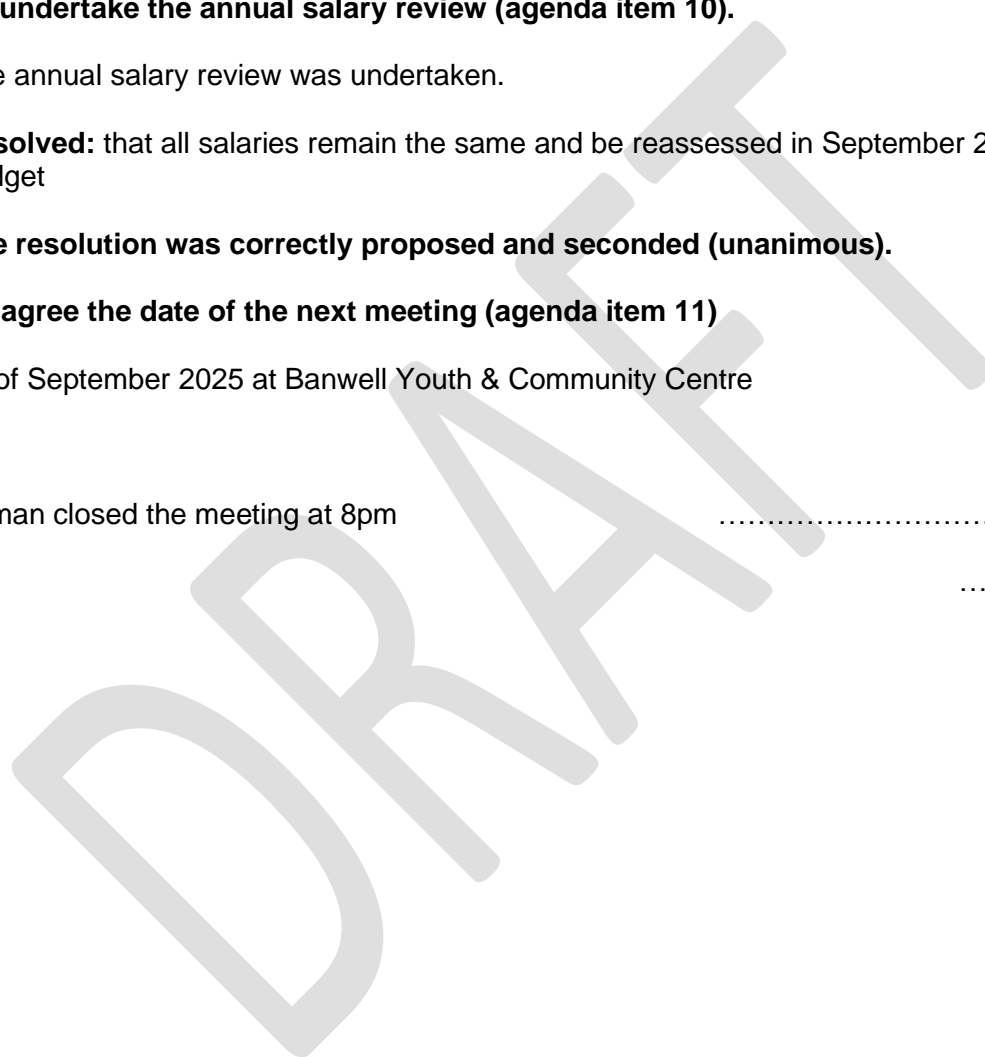 undertake the annual salary review (agenda item 10).
e annual salary review was undertaken.
solved: that all salaries remain the same and be reassessed in September 2
dget
e resolution was correctly proposed and seconded (unanimous).
agree the date of the next meeting (agenda item 11)
of September 2025 at Banwell Youth & Community Centre
man closed the meeting at 8pm ……………………….
…
DRAFT